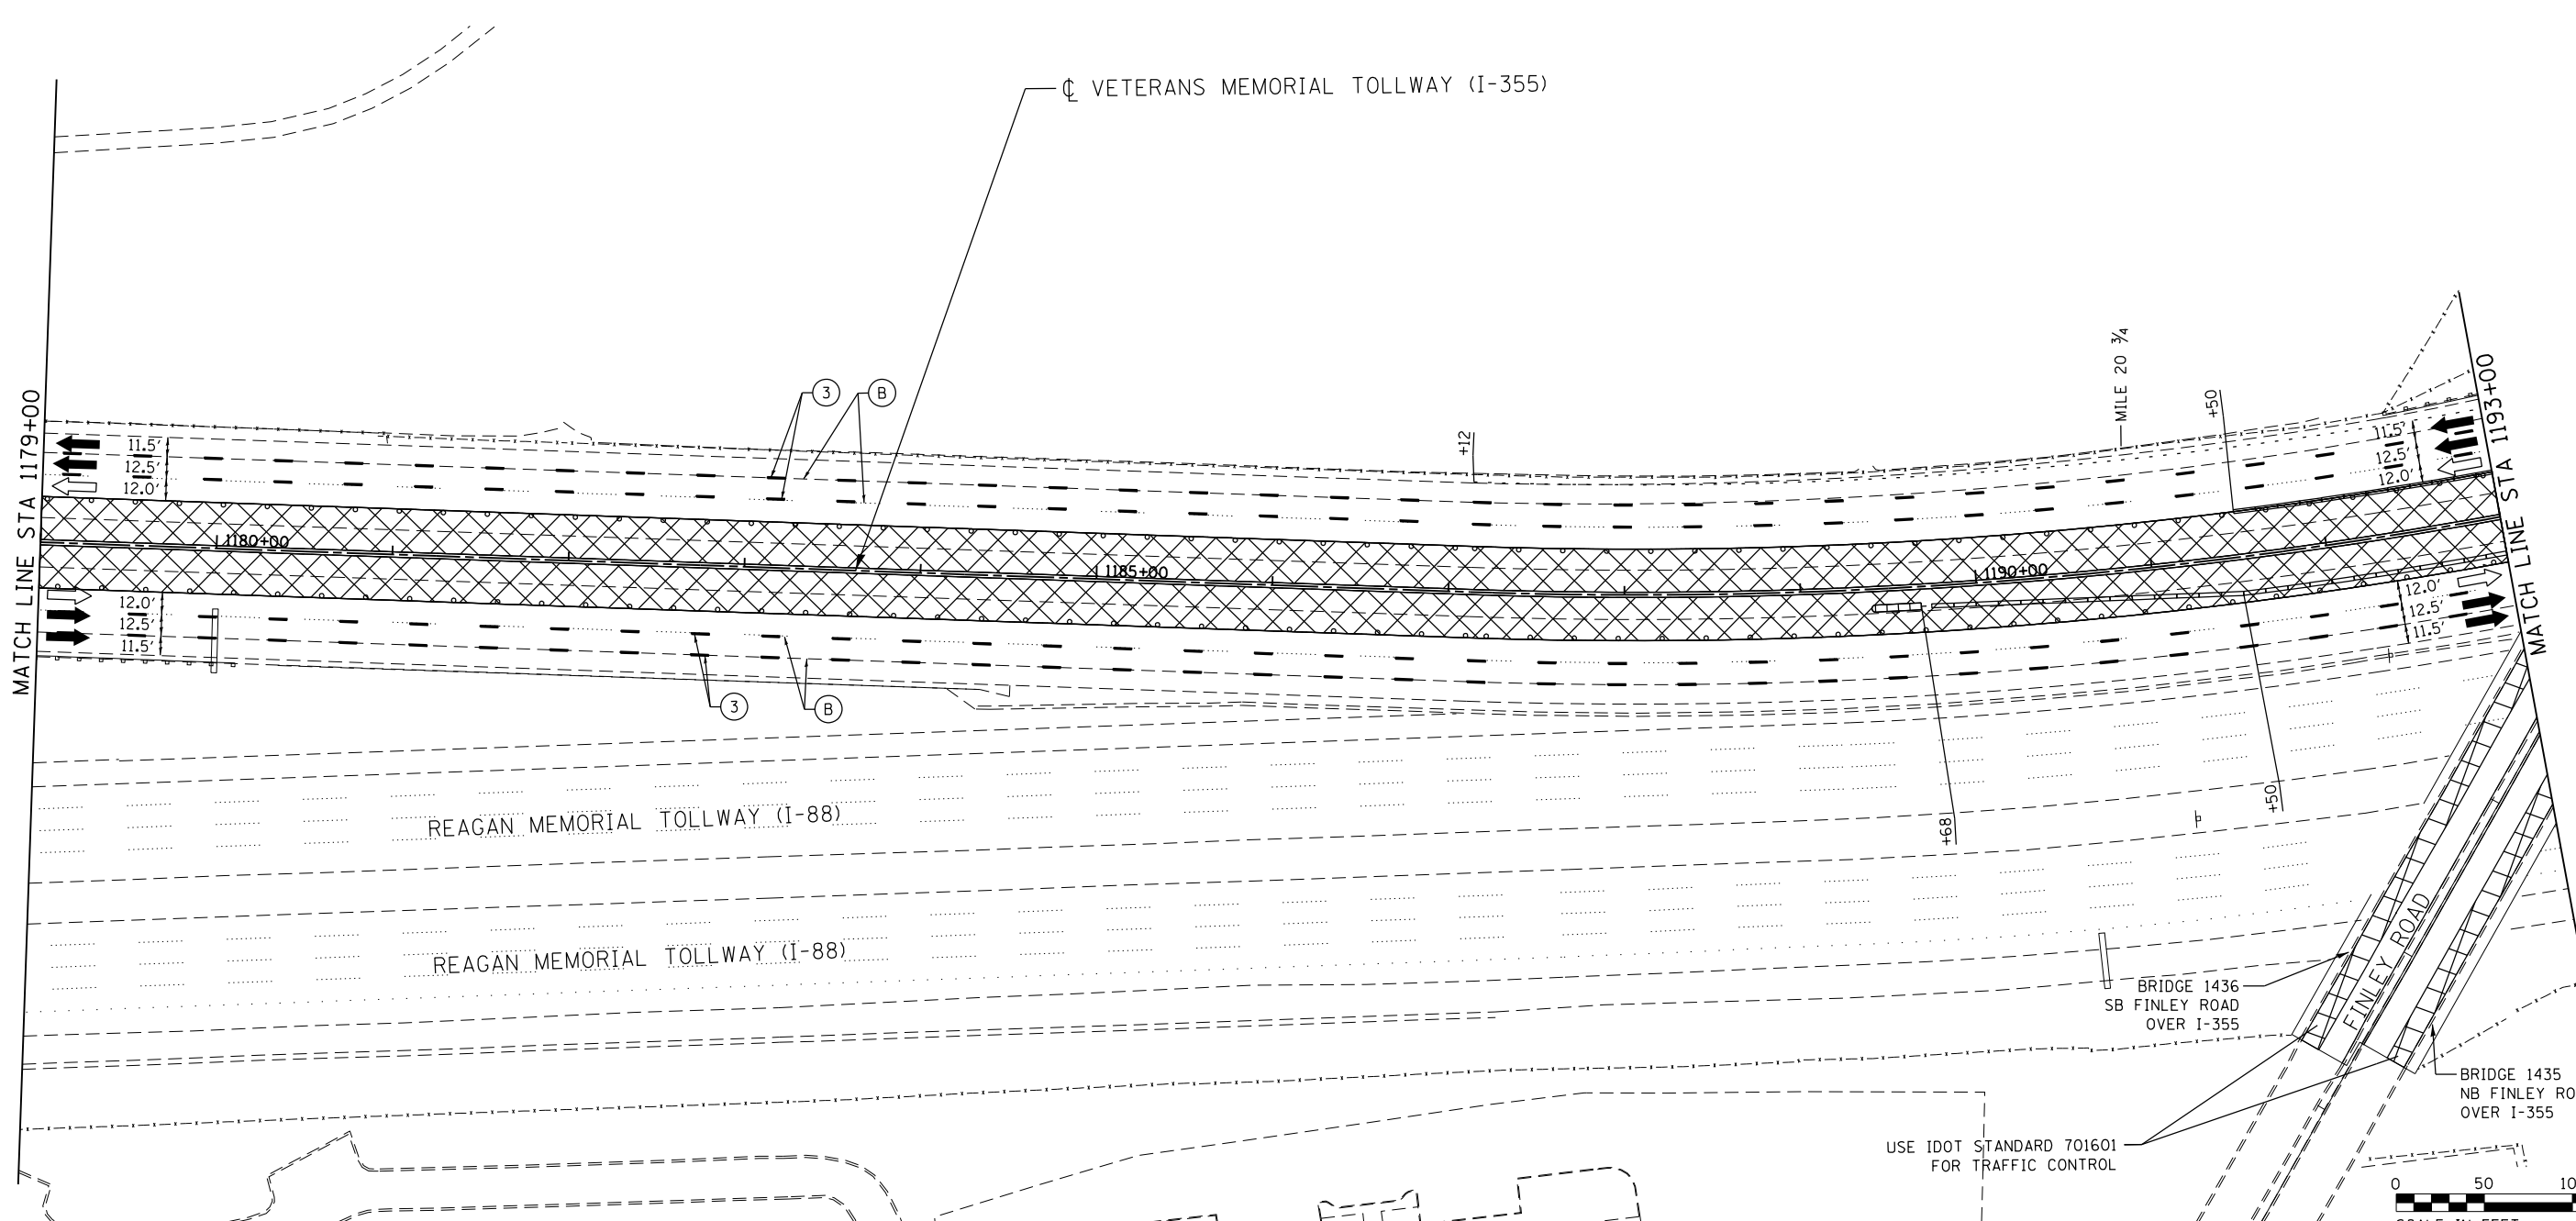 ℄ VETERANS MEMORIAL TOLLWAY (I-355)
MATCH LINE STA 1179+00
MATCH LINE STA 1193+00
MILE 20 ¾
+50
+12
3
B
11.5'
12.5'
12.0'
11.5'
12.5'
12.0'
1180+00
1185+00
1190+00
12.0'
12.5'
11.5'
12.0'
12.5'
11.5'
3
B
+68
+50
REAGAN MEMORIAL TOLLWAY (I-88)
REAGAN MEMORIAL TOLLWAY (I-88)
FINLEY ROAD
BRIDGE 1436
SB FINLEY ROAD
OVER I-355
BRIDGE 1435
NB FINLEY RO
OVER I-355
USE IDOT STANDARD 701601
FOR TRAFFIC CONTROL
0 50 10